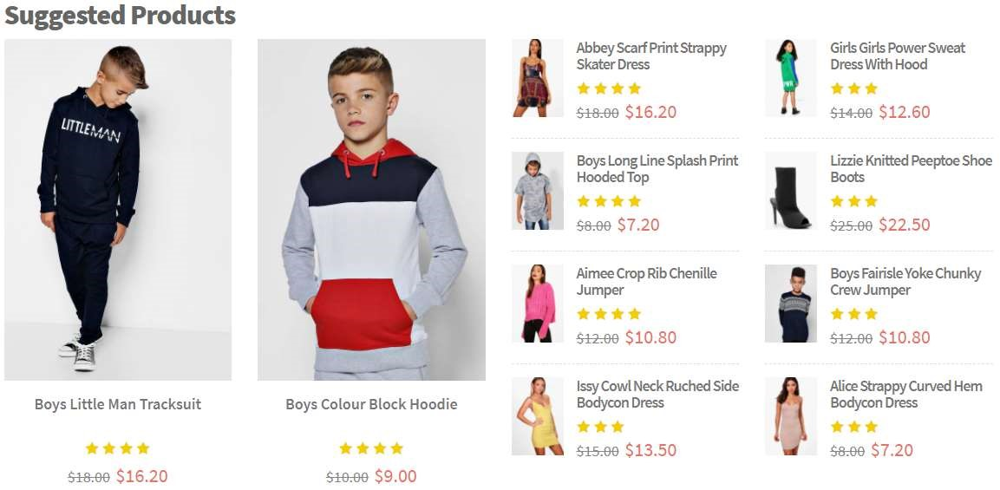 Suggested Products
LITTLEMAN
Boys Little Man Tracksuit
$18.00 $16.20
Boys Colour Block Hoodie
$10.00 $9.00
Abbey Scarf Print Strappy
Skater Dress
$18.00 $16.20
Boys Long Line Splash Print
Hooded Top
$8.00 $7.20
Aimee Crop Rib Chenille
Jumper
$12.00 $10.80
Issy Cowl Neck Ruched Side
Bodycon Dress
$15.00 $13.50
Girls Girls Power Sweat
Dress With Hood
$14.00 $12.60
Lizzie Knitted Peeptoe Shoe
Boots
$25.00 $22.50
Boys Fairisle Yoke Chunky
Crew Jumper
$12.00 $10.80
Alice Strappy Curved Hem
Bodycon Dress
$8.00 $7.20